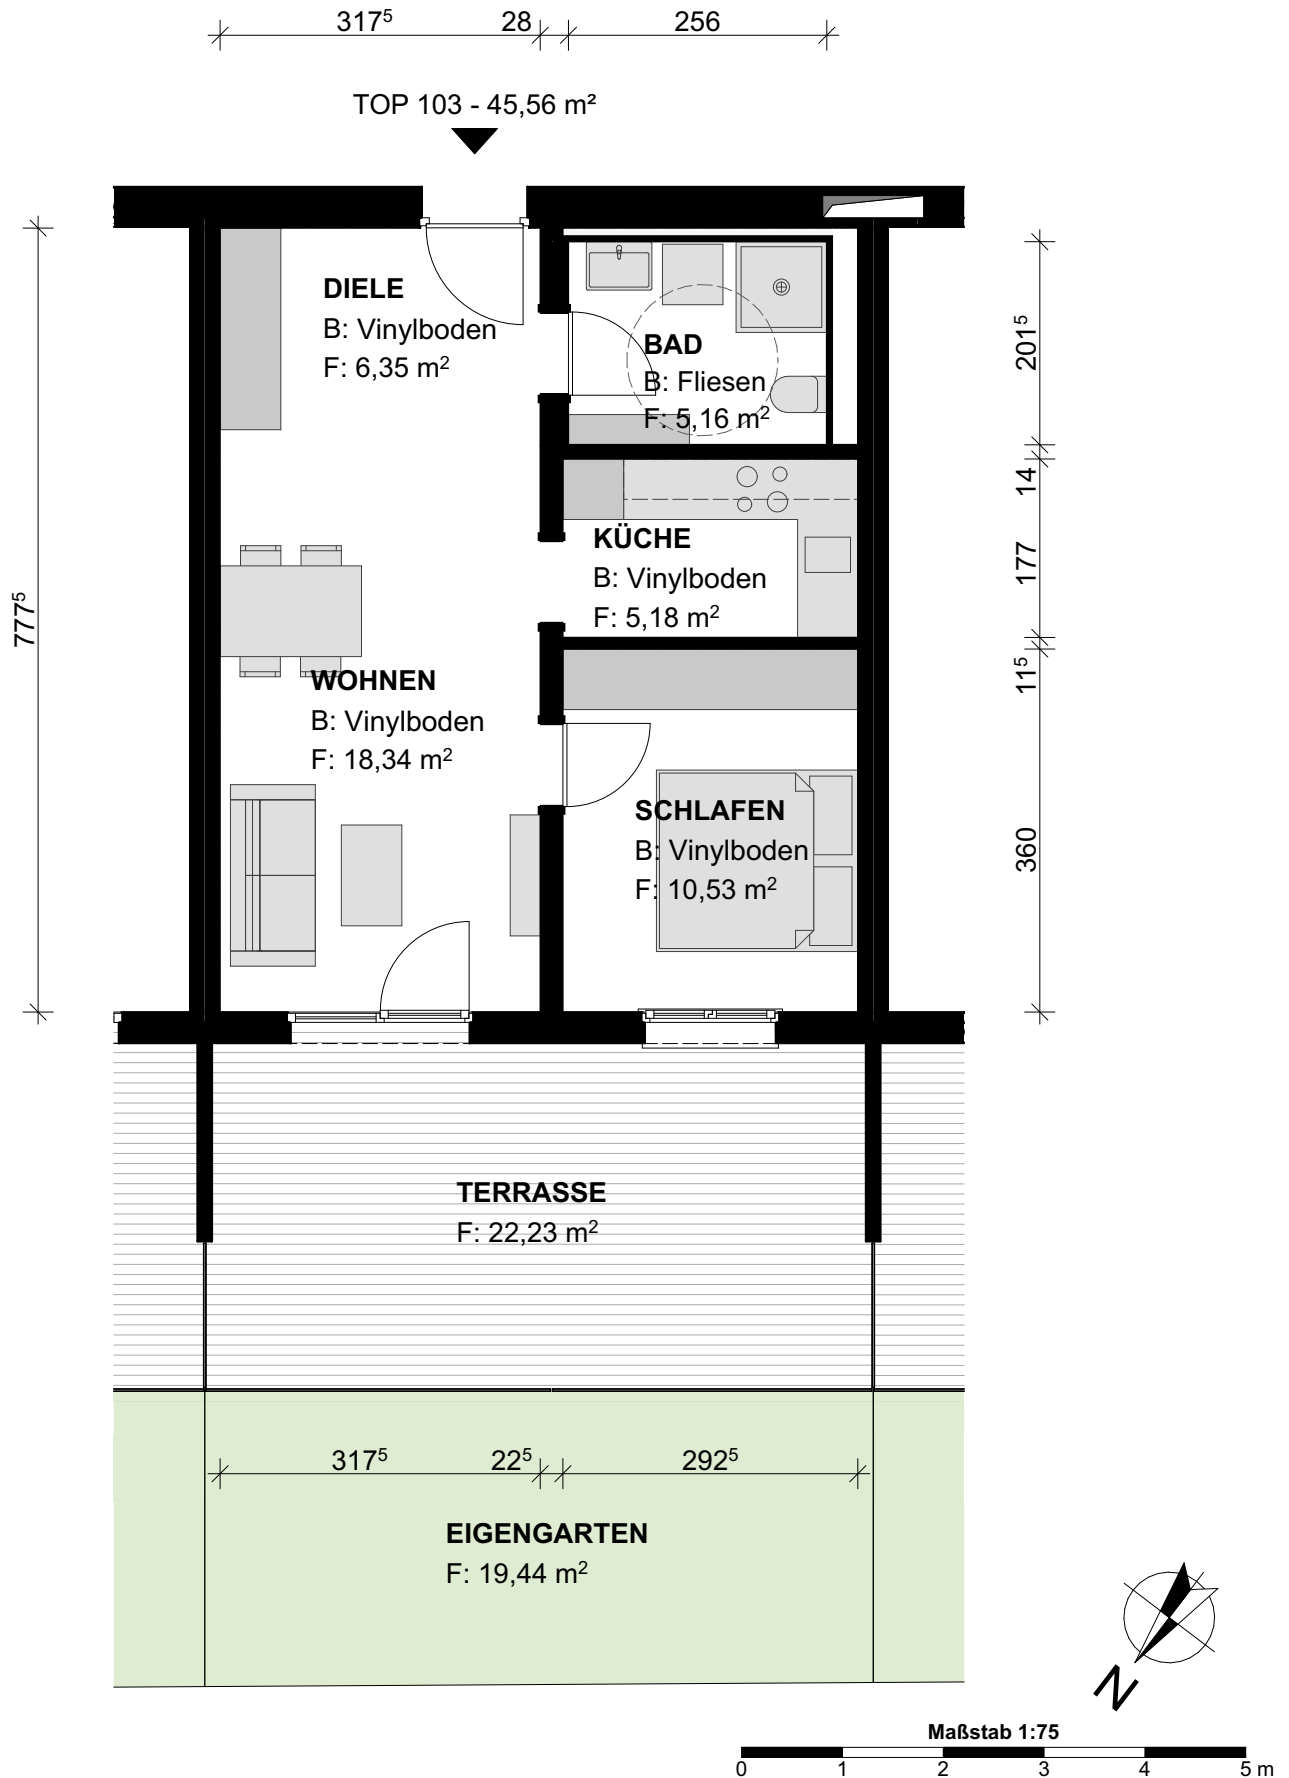 317⁵ 28 256
TOP 103 - 45,56 m²
DIELE
B: Vinylboden
F: 6,35 m²
BAD
B: Fliesen
F: 5,16 m²
201⁵
14
KÜCHE
B: Vinylboden
F: 5,18 m²
177
777⁵
WOHNEN
B: Vinylboden
F: 18,34 m²
11⁵
SCHLAFEN
B: Vinylboden
F: 10,53 m²
360
TERRASSE
F: 22,23 m²
317⁵ 22⁵ 292⁵
EIGENGARTEN
F: 19,44 m²
N
Maßstab 1:75
0 1 2 3 4 5 m